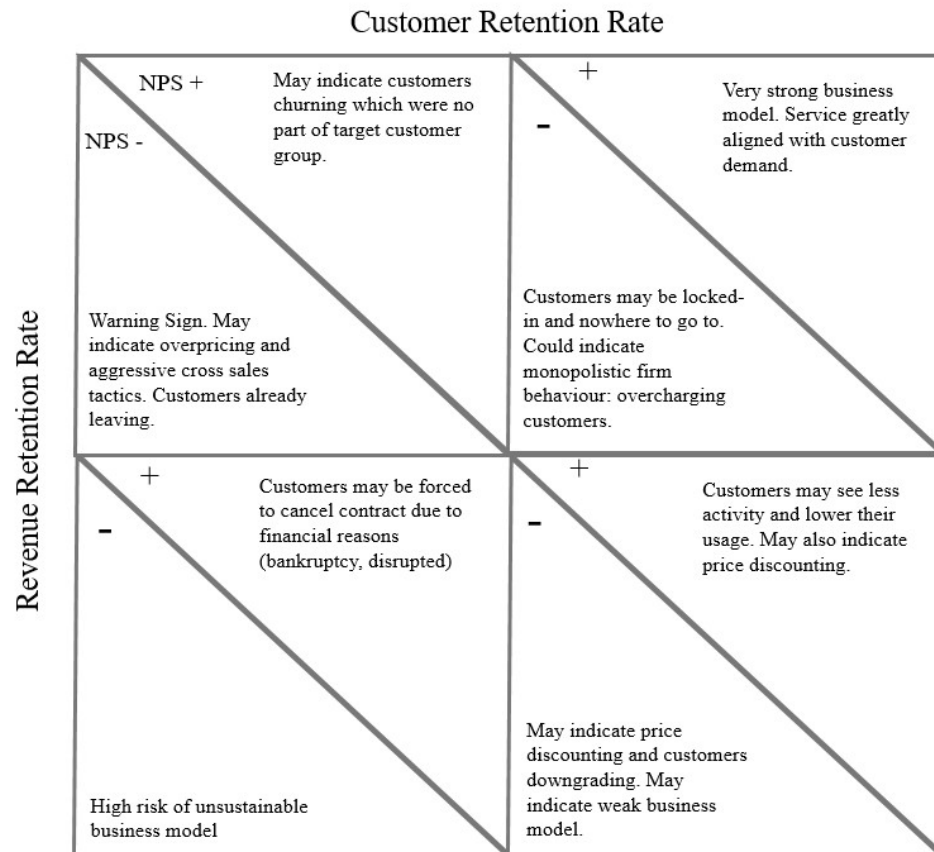 Customer Retention Rate
Revenue Retention Rate
NPS +
NPS -
May indicate customers
churning which were no
part of target customer
group.
Warning Sign. May
indicate overpricing and
aggressive cross sales
tactics. Customers already
leaving.
+
-
Very strong business
model. Service greatly
aligned with customer
demand.
Customers may be locked-
in and nowhere to go to.
Could indicate
monopolistic firm
behaviour: overcharging
customers.
+
-
Customers may be forced
to cancel contract due to
financial reasons
(bankruptcy, disrupted)
High risk of unsustainable
business model
+
-
Customers may see less
activity and lower their
usage. May also indicate
price discounting.
May indicate price
discounting and customers
downgrading. May
indicate weak business
model.